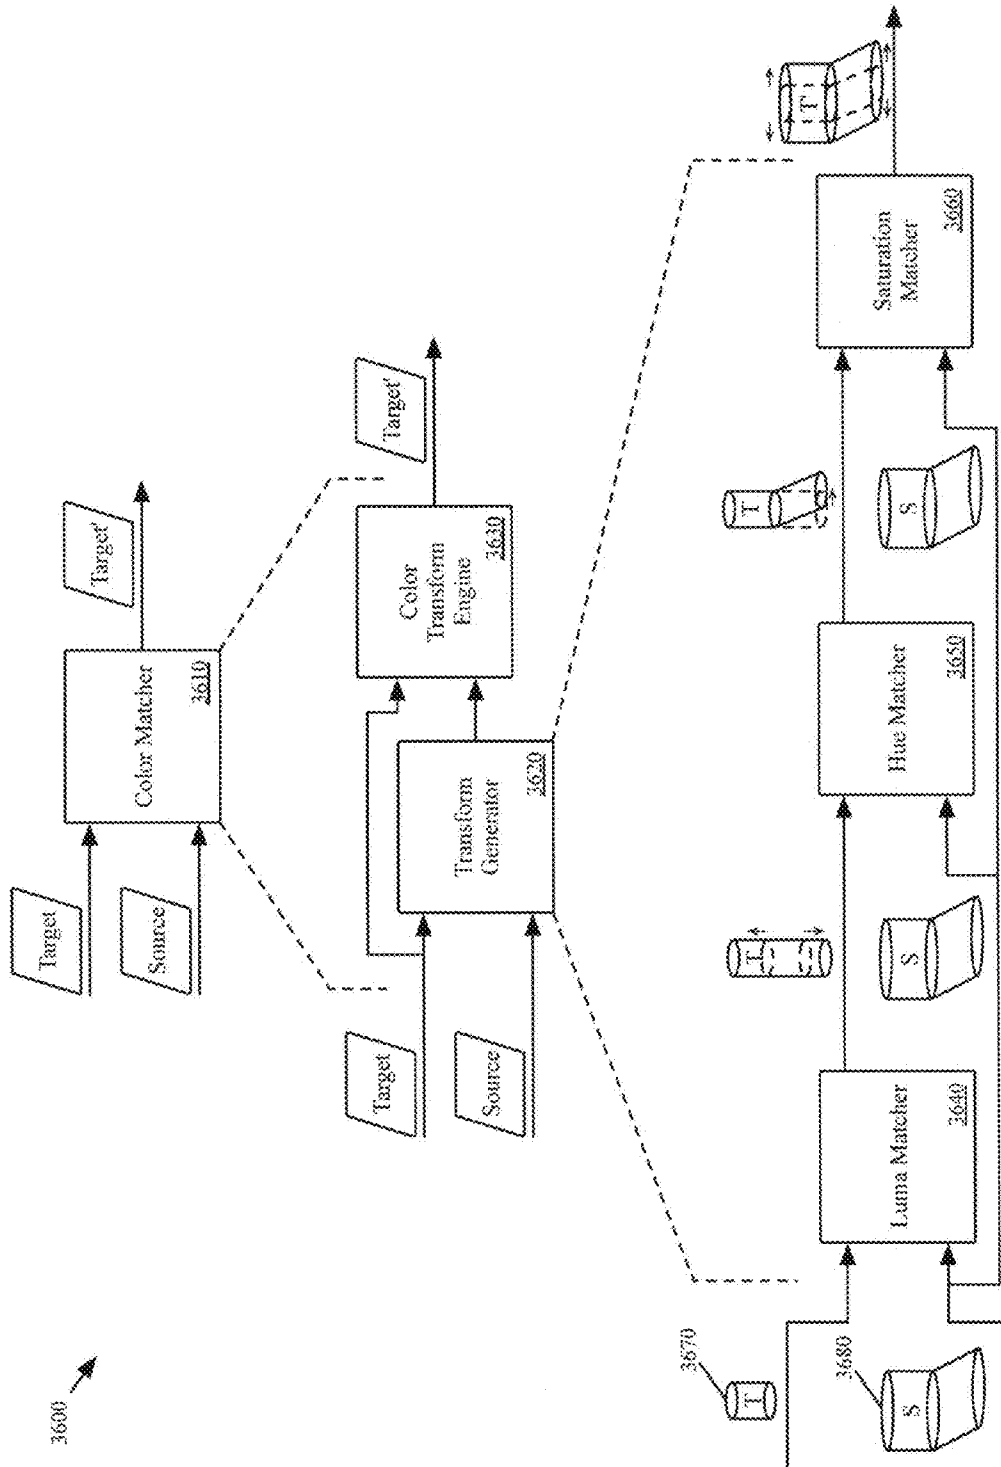 3600
Target
Source
Color Matcher
3610
Target'
Target
Source
Transform
Generator
3620
Color
Transform
Engine
3630
Target'
T
3670
S
3680
Luma Matcher
3640
T
S
Hue Matcher
3650
T
S
Saturation
Matcher
3660
T'